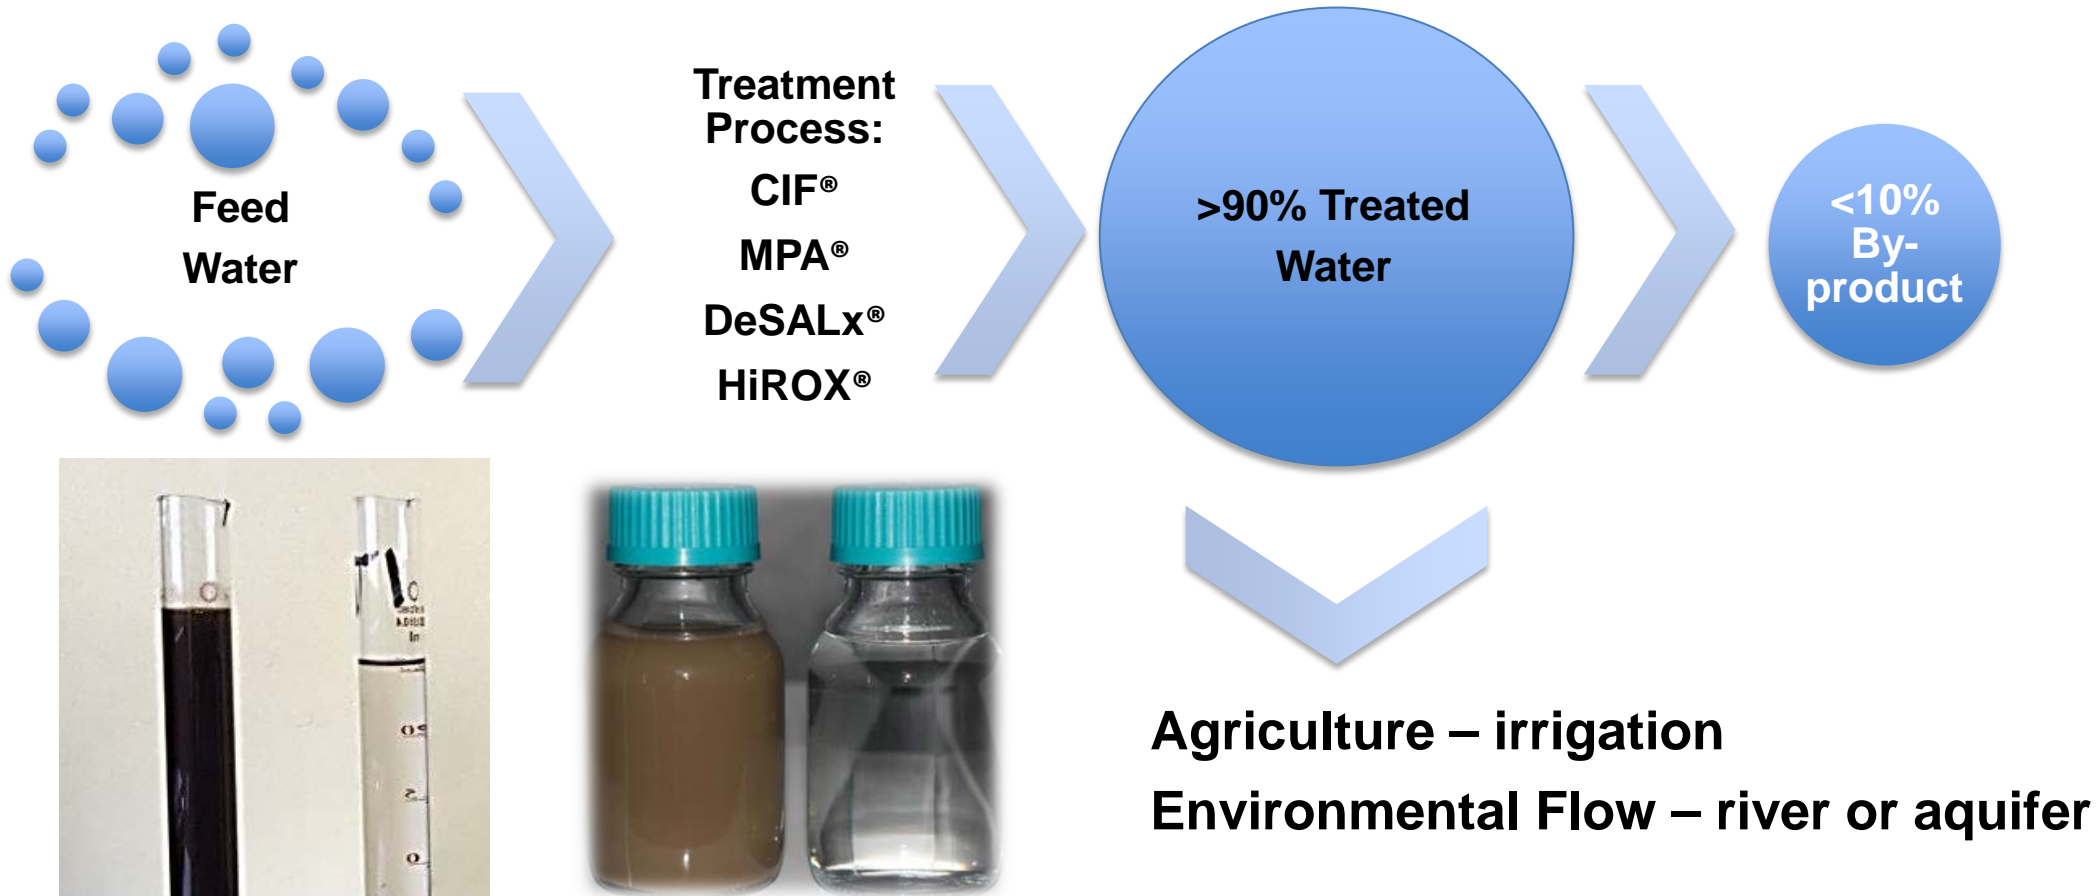 Feed
Water
Treatment
Process:
CIF®
MPA®
DeSALx®
HiROX®
>90% Treated
Water
<10%
By-
product
Agriculture – irrigation
Environmental Flow – river or aquifer